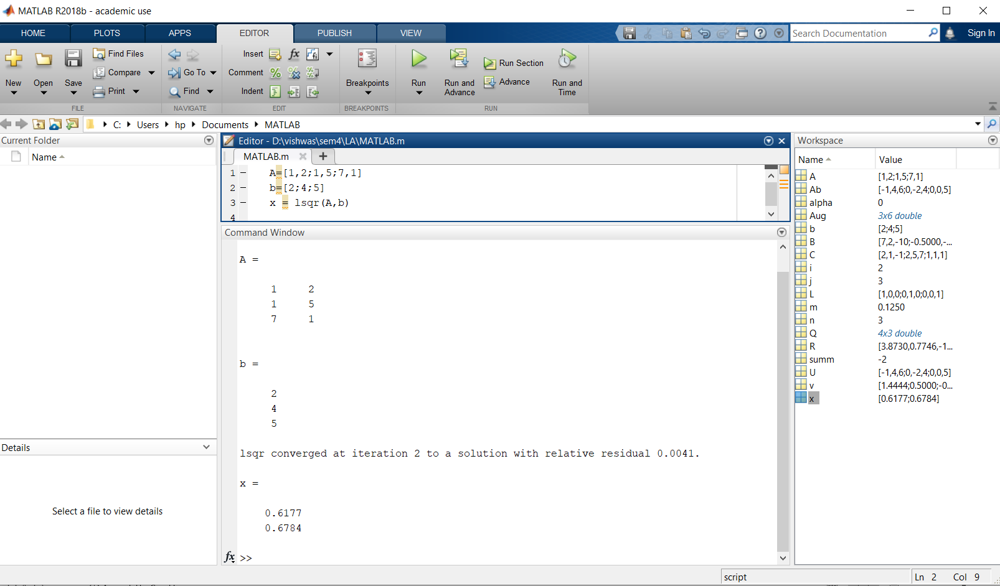 MATLAB R2018b - academic use
HOME PLOTS APPS EDITOR PUBLISH VIEW Search Documentation Sign In
New Open Save Find Files Compare Print
FILE
Go To Find
NAVIGATE
Insert fx fi
Comment % % %
Indent
EDIT
Breakpoints
BREAKPOINTS
Run Run and Advance Run Section Advance Run and Time
RUN
C: Users hp Documents MATLAB
Current Folder
Name
Details
Select a file to view details
Editor - D:\vishwas\sem4\LA\MATLAB.m
MATLAB.m +
1 – A=[1,2;1,5;7,1]
2 – b=[2;4;5]
3 – x = lsqr(A,b)
4
Command Window
A =
1 2
1 5
7 1
b =
2
4
5
lsqr converged at iteration 2 to a solution with relative residual 0.0041.
x =
0.6177
0.6784
fx >>
Workspace
Name Value
A [1,2;1,5;7,1]
Ab [-1,4,6;0,-2,4;0,0,5]
alpha 0
Aug 3x6 double
b [2;4;5]
B [7,2,-10;-0.5000,-...
C [2,1,-1;2,5,7;1,1,1]
i 2
j 3
L [1,0,0;0,1,0;0,0,1]
m 0.1250
n 3
Q 4x3 double
R [3.8730,0.7746,-1...
summ -2
U [-1,4,6;0,-2,4;0,0,5]
v [1.4444;0.5000;-0...
x [0.6177;0.6784]
script Ln 2 Col 9